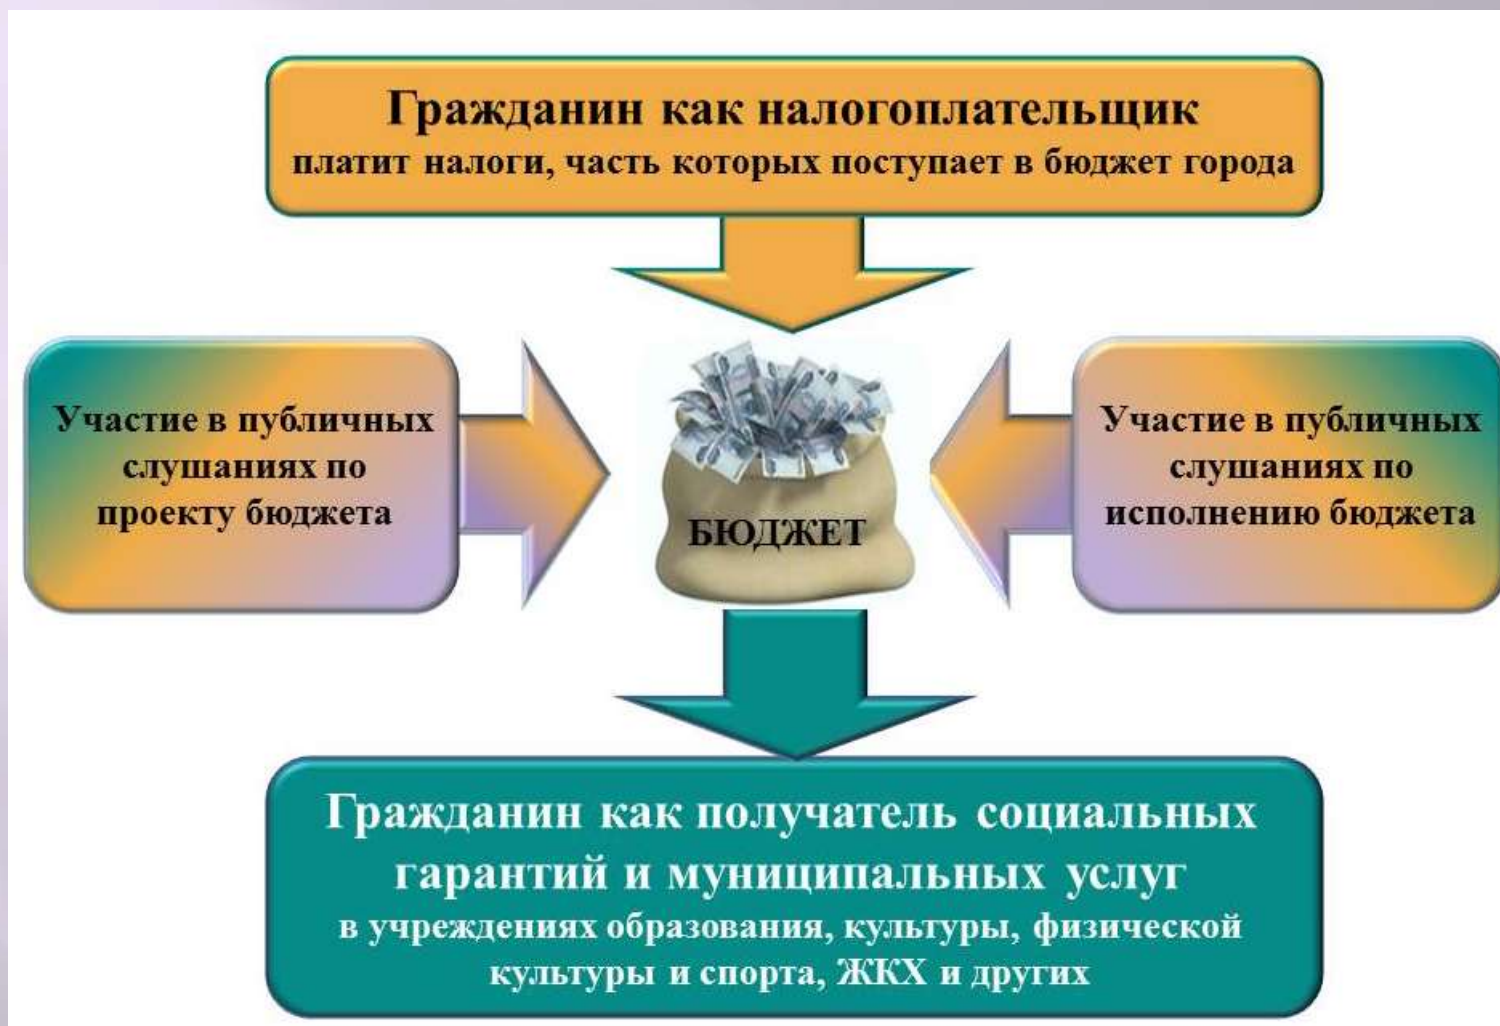 Гражданин как налогоплательщик
платит налоги, часть которых поступает в бюджет города
Участие в публичных
слушаниях по
проекту бюджета
БЮДЖЕТ
Участие в публичных
слушаниях по
исполнению бюджета
Гражданин как получатель социальных
гарантий и муниципальных услуг
в учреждениях образования, культуры, физической
культуры и спорта, ЖКХ и других